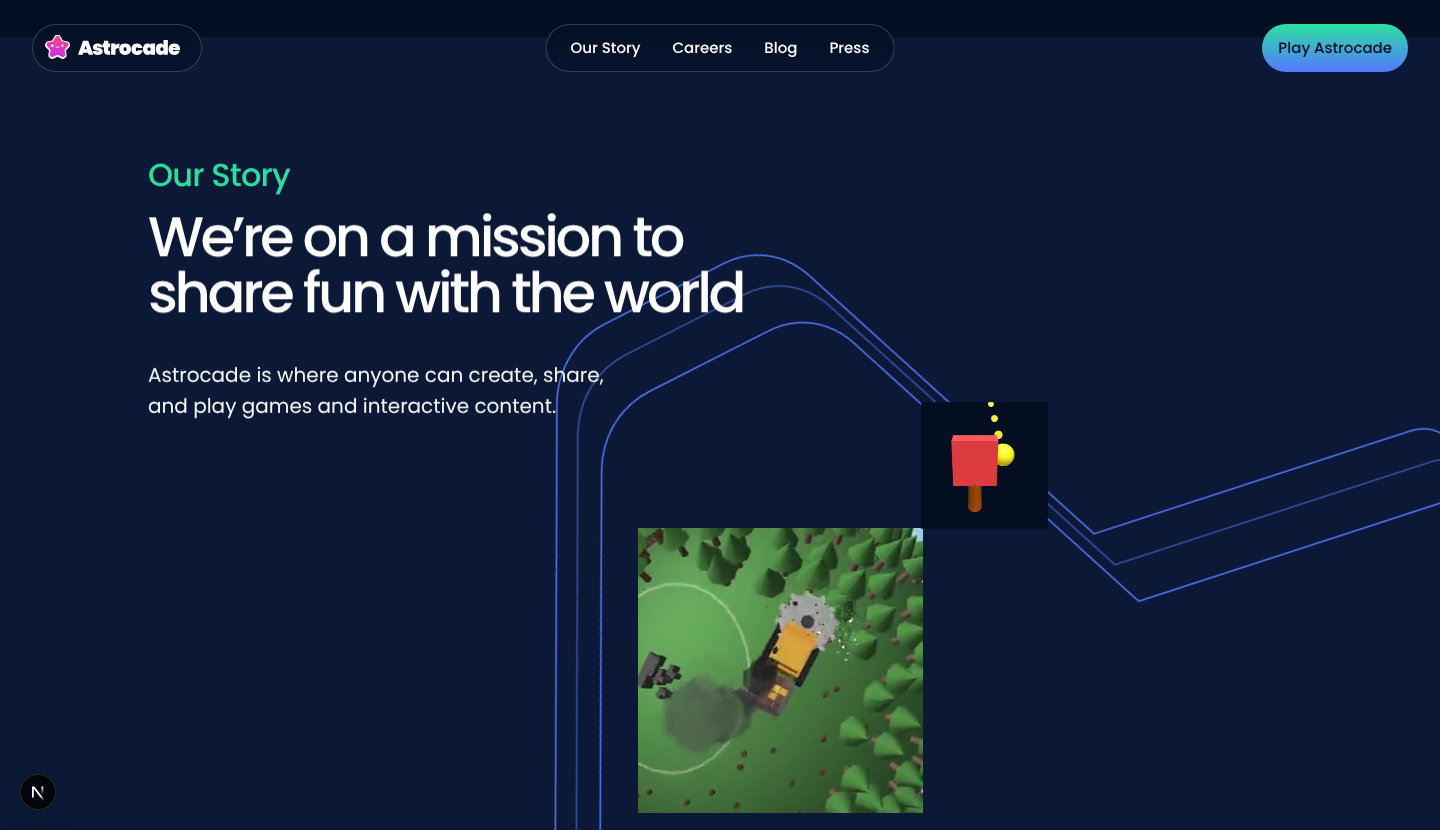 Astrocade
Our Story
Careers
Blog
Press
Play Astrocade
Our Story
We’re on a mission to
share fun with the world
Astrocade is where anyone can create, share,
and play games and interactive content.
N